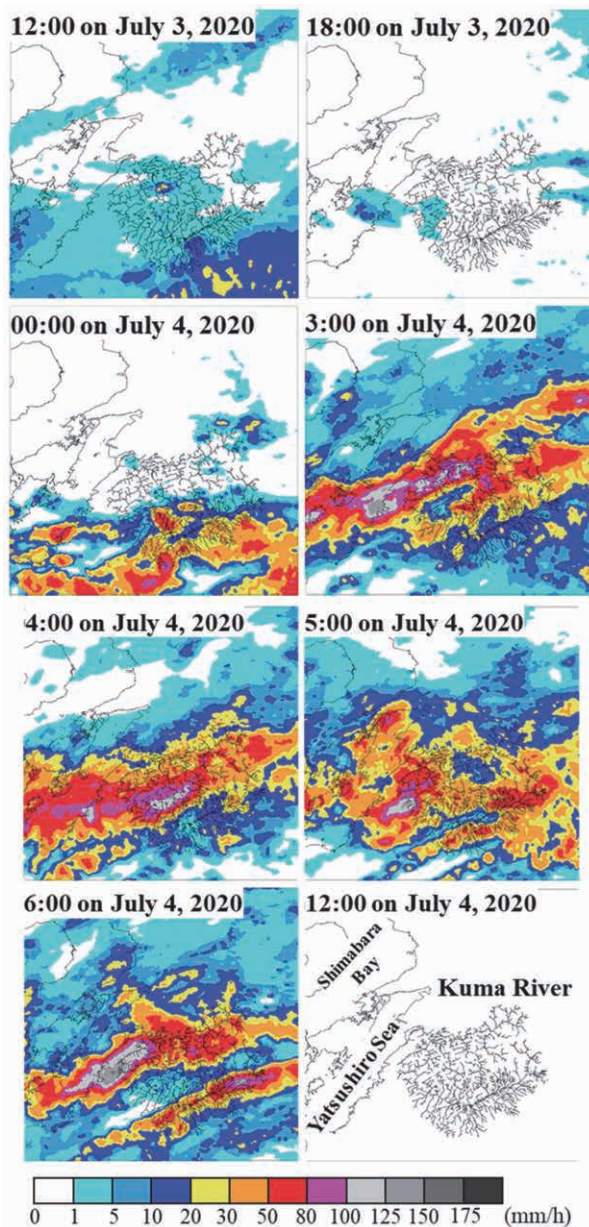 12:00 on July 3, 2020
18:00 on July 3, 2020
00:00 on July 4, 2020
3:00 on July 4, 2020
4:00 on July 4, 2020
5:00 on July 4, 2020
6:00 on July 4, 2020
12:00 on July 4, 2020
Shimabara
Bay
Kuma River
Yatsushiro Sea
0 1 5 10 20 30 50 80 100 125 150 175 (mm/h)